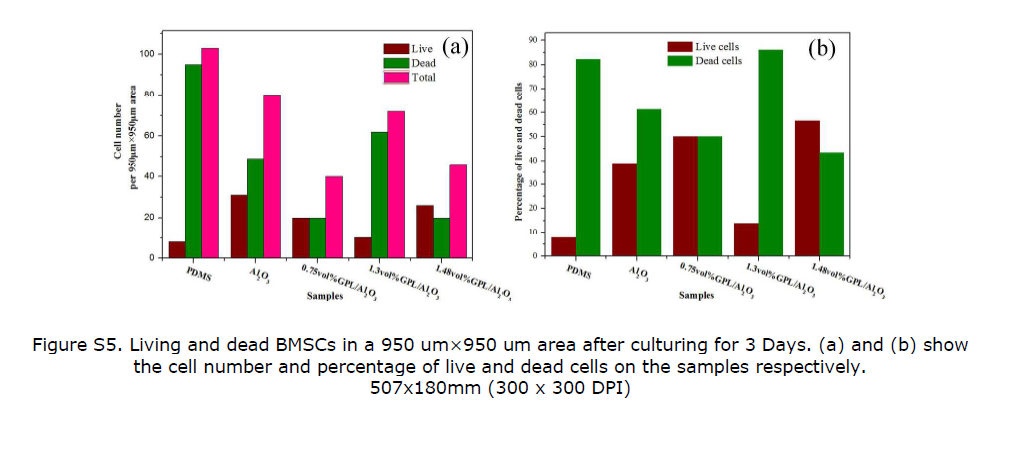 (a)
Live
Dead
Total
100
80
60
40
20
0
Cell number
per 950μm×950μm area
PDMS
Al2O3
0.75vol%GPL/Al2O3
1.3vol%GPL/Al2O3
1.48vol%GPL/Al2O3
Samples
(b)
Live cells
Dead cells
90
80
70
60
50
40
30
20
10
0
Percentage of live and dead cells
PDMS
Al2O3
0.75vol%GPL/Al2O3
1.3vol%GPL/Al2O3
1.48vol%GPL/Al2O3
Samples
Figure S5. Living and dead BMSCs in a 950 um×950 um area after culturing for 3 Days. (a) and (b) show
the cell number and percentage of live and dead cells on the samples respectively.
507x180mm (300 x 300 DPI)